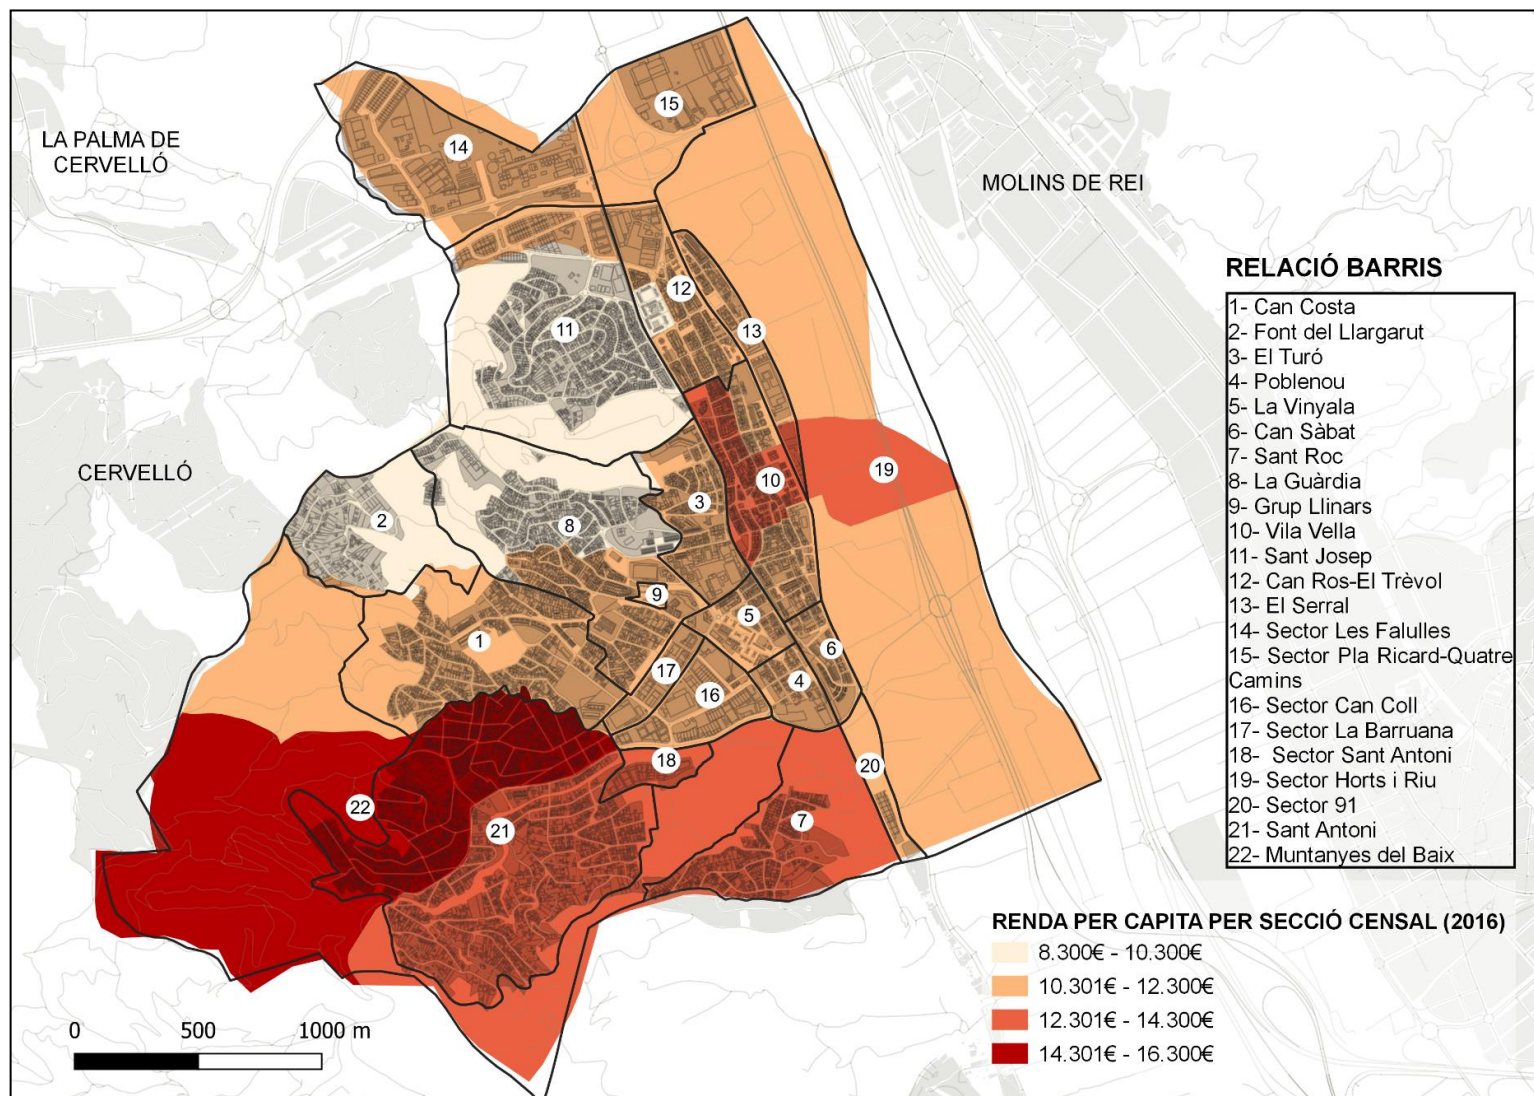 LA PALMA DE
CERVELLÓ
MOLINS DE REI
CERVELLÓ
15
14
12
11
13
19
10
3
2
8
9
5
1
6
17
4
16
18
20
22
7
21
RELACIÓ BARRIS
1- Can Costa
2- Font del Llargarut
3- El Turó
4- Poblenou
5- La Vinyala
6- Can Sàbat
7- Sant Roc
8- La Guàrdia
9- Grup Llinars
10- Vila Vella
11- Sant Josep
12- Can Ros-El Trèvol
13- El Serral
14- Sector Les Falulles
15- Sector Pla Ricard-Quatre
Camins
16- Sector Can Coll
17- Sector La Barruana
18- Sector Sant Antoni
19- Sector Horts i Riu
20- Sector 91
21- Sant Antoni
22- Muntanyes del Baix
RENDA PER CAPITA PER SECCIÓ CENSAL (2016)
8.300€ - 10.300€
10.301€ - 12.300€
12.301€ - 14.300€
14.301€ - 16.300€
0 500 1000 m